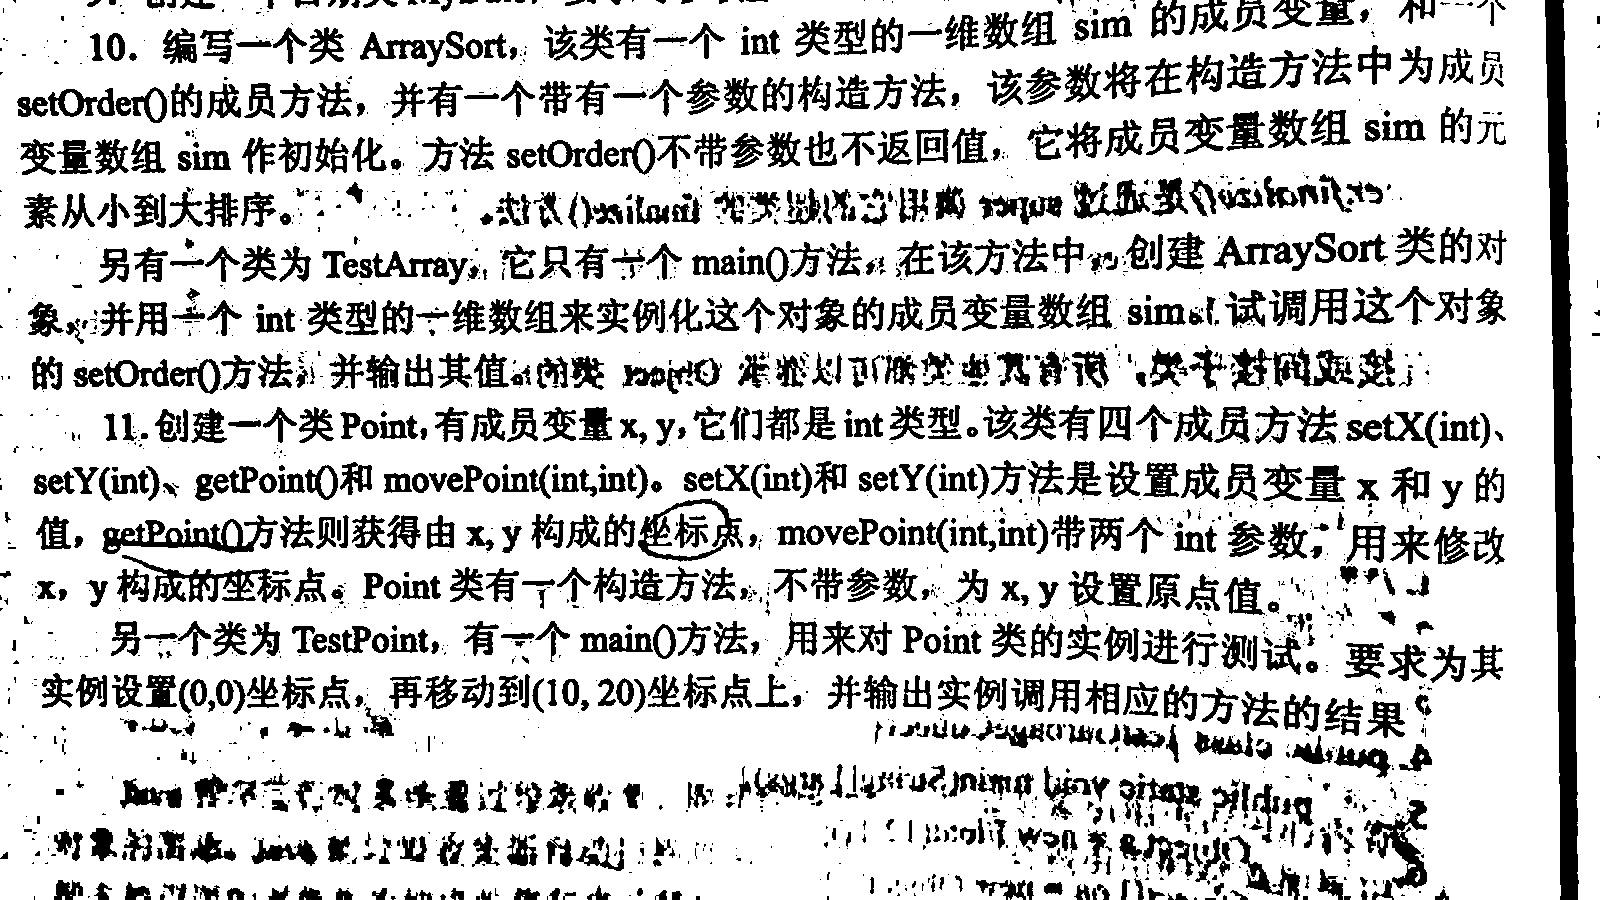 10. 编写一个类 ArraySort，该类有一个 int 类型的一维数组 sim 的成员变量，和一个
setOrder()的成员方法，并有一个带有一个参数的构造方法，该参数将在构造方法中为成员
变量数组 sim 作初始化。方法 setOrder()不带参数也不返回值，它将成员变量数组 sim 的元
素从小到大排序。
另有一个类为 TestArray，它只有一个 main()方法，在该方法中，创建 ArraySort 类的对
象，并用一个 int 类型的一维数组来实例化这个对象的成员变量数组 sim。试调用这个对象
的 setOrder()方法，并输出其值。
11.创建一个类 Point，有成员变量 x, y，它们都是 int 类型。该类有四个成员方法 setX(int)、
setY(int)、getPoint()和 movePoint(int,int)。setX(int)和 setY(int)方法是设置成员变量 x 和 y 的
值，getPoint()方法则获得由 x, y 构成的坐标点，movePoint(int,int)带两个 int 参数，用来修改
x，y 构成的坐标点。Point 类有一个构造方法，不带参数，为 x, y 设置原点值。
另一个类为 TestPoint，有一个 main()方法，用来对 Point 类的实例进行测试。要求为其
实例设置(0,0)坐标点，再移动到(10, 20)坐标点上，并输出实例调用相应的方法的结果